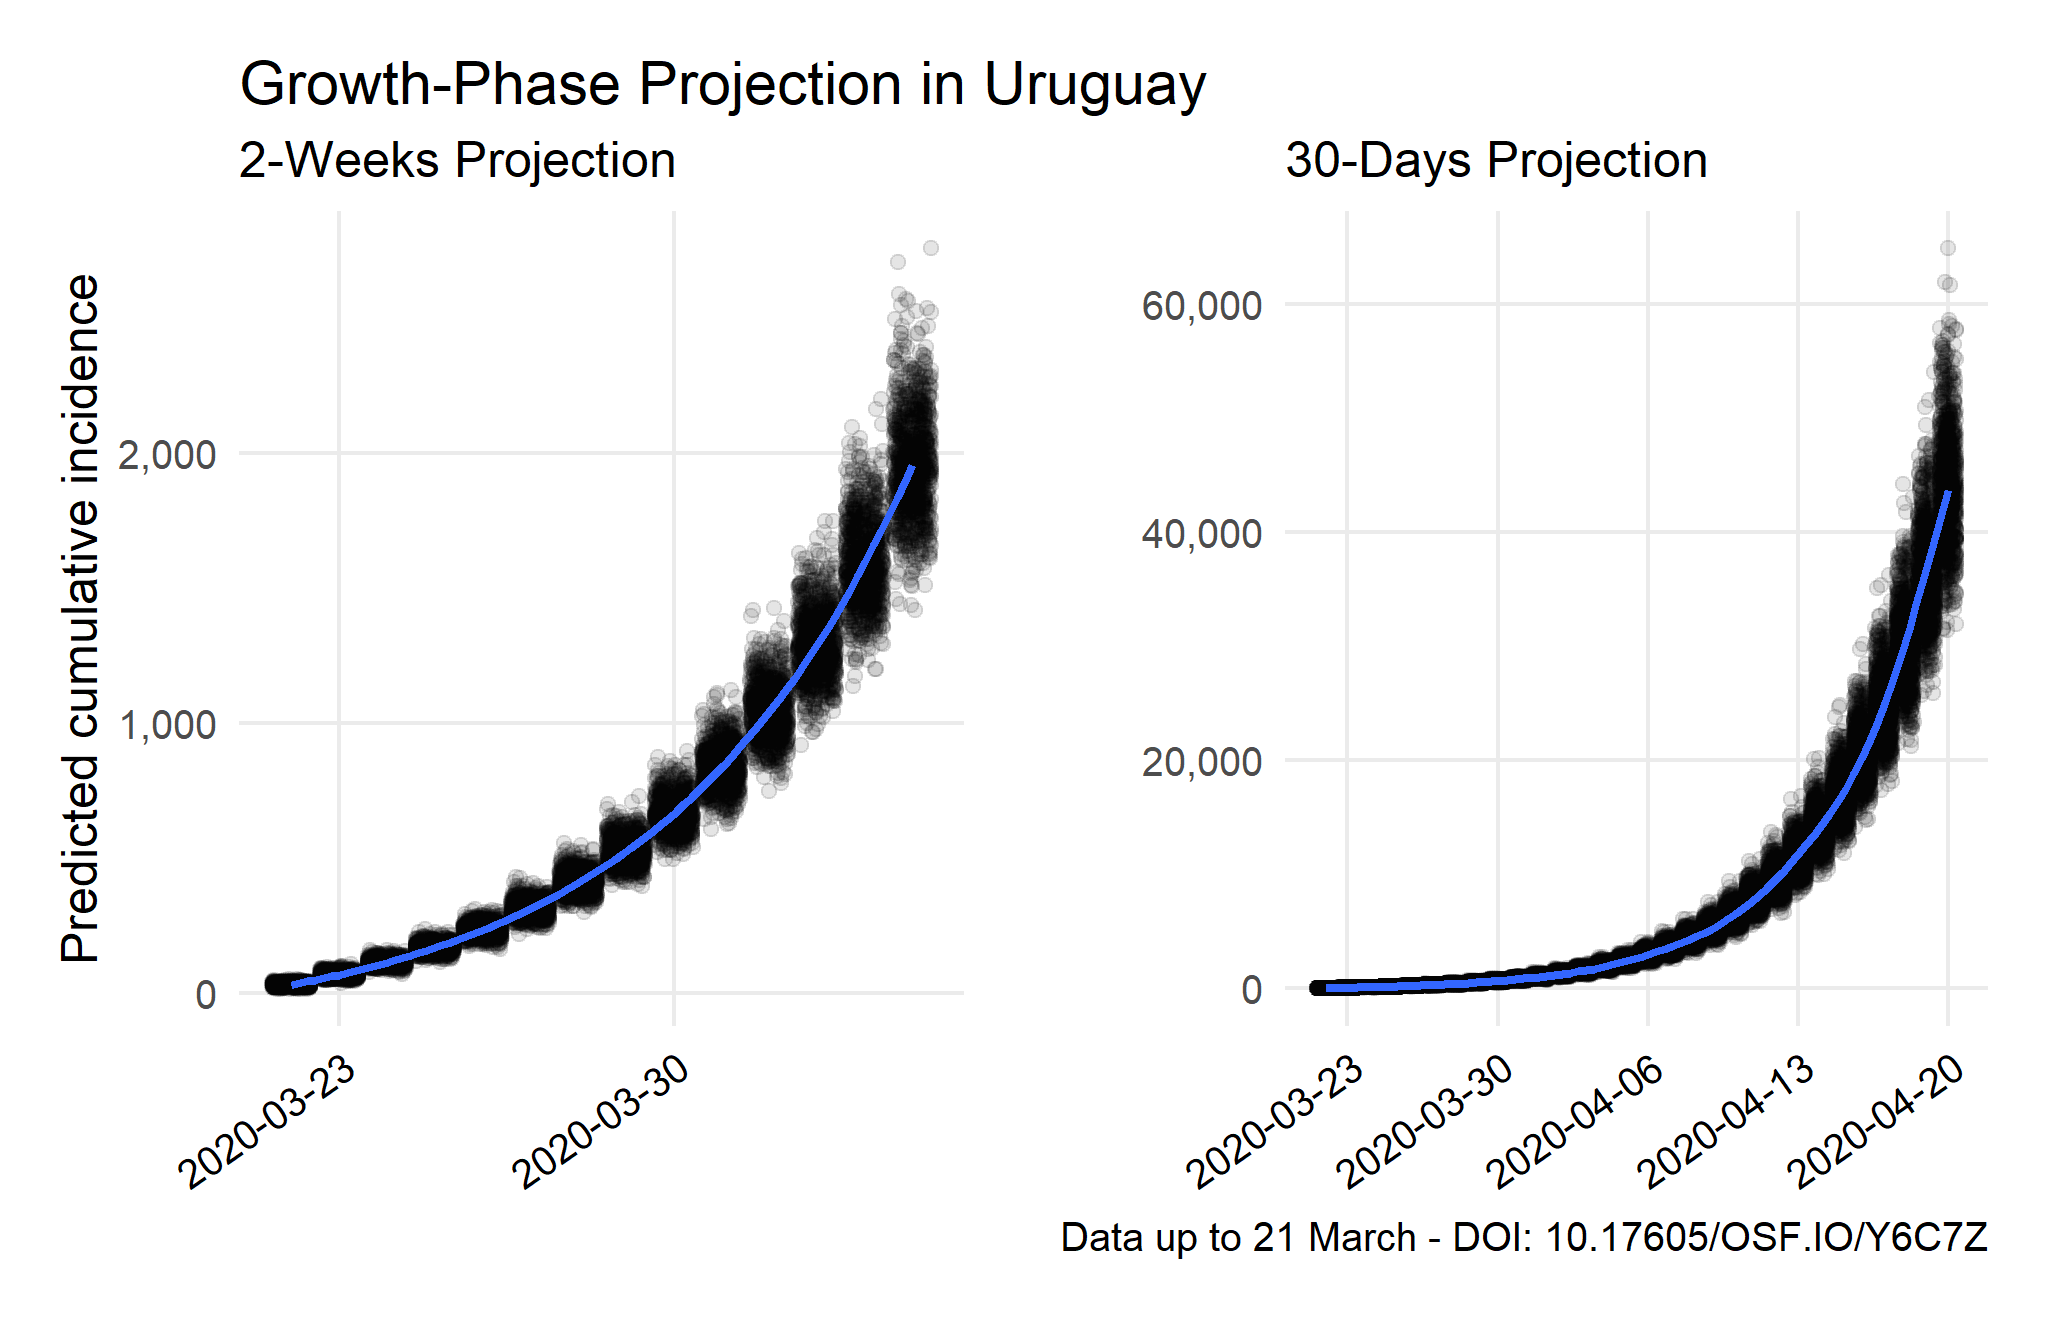 Growth-Phase Projection in Uruguay
2-Weeks Projection
Predicted cumulative incidence
2,000
1,000
0
2020-03-23
2020-03-30
30-Days Projection
60,000
40,000
20,000
0
2020-03-23
2020-03-30
2020-04-06
2020-04-13
2020-04-20
Data up to 21 March - DOI: 10.17605/OSF.IO/Y6C7Z